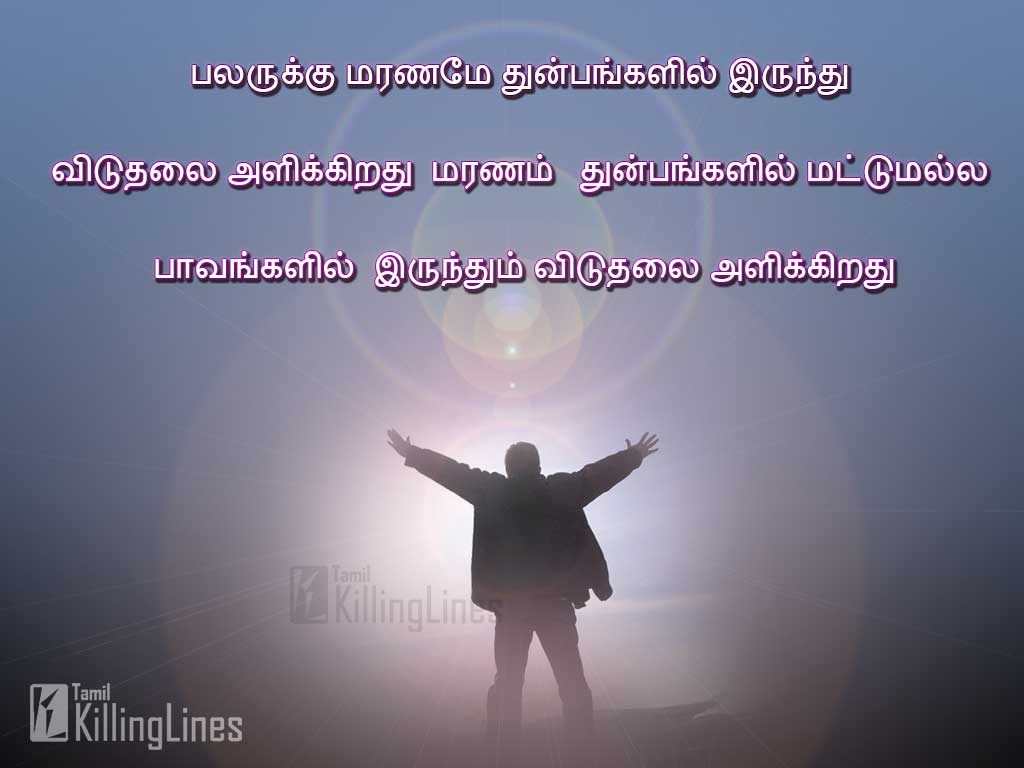 பலருக்கு மரணமே துன்பங்களில் இருந்து
விடுதலை அளிக்கிறது மரணம் துன்பங்களில் மட்டுமல்ல
பாவங்களில் இருந்தும் விடுதலை அளிக்கிறது
Tamil
KillingLines
Tamil
KillingLines